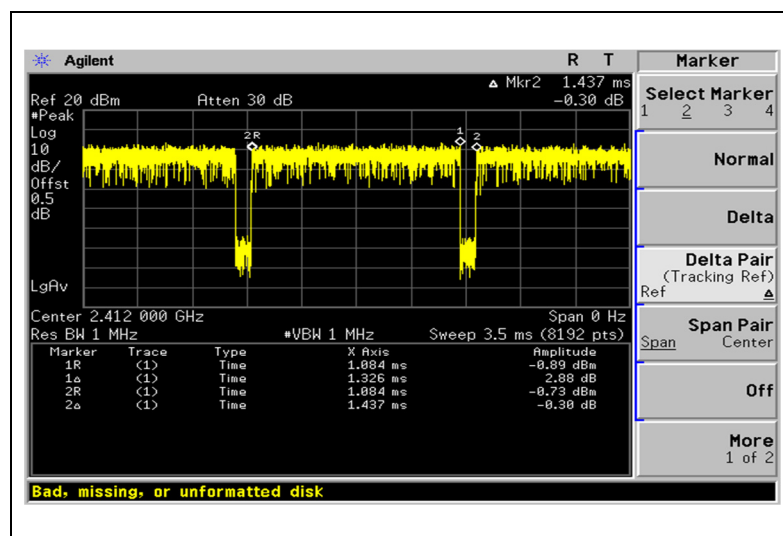 Agilent R T
Δ Mkr2 1.437 ms
Ref 20 dBm Atten 30 dB -0.30 dB
#Peak
Log
10
dB/
Offst
0.5
dB
LgAv
2R 1 2
Center 2.412 000 GHz Span 0 Hz
Res BW 1 MHz #VBW 1 MHz Sweep 3.5 ms (8192 pts)
Marker Trace Type X Axis Amplitude
1R (1) Time 1.084 ms -0.89 dBm
1Δ (1) Time 1.326 ms 2.88 dB
2R (1) Time 1.084 ms -0.73 dBm
2Δ (1) Time 1.437 ms -0.30 dB
Bad, missing, or unformatted disk
Marker
Select Marker
1 2 3 4
Normal
Delta
Delta Pair
(Tracking Ref)
Ref Δ
Span Pair
Span Center
Off
More
1 of 2